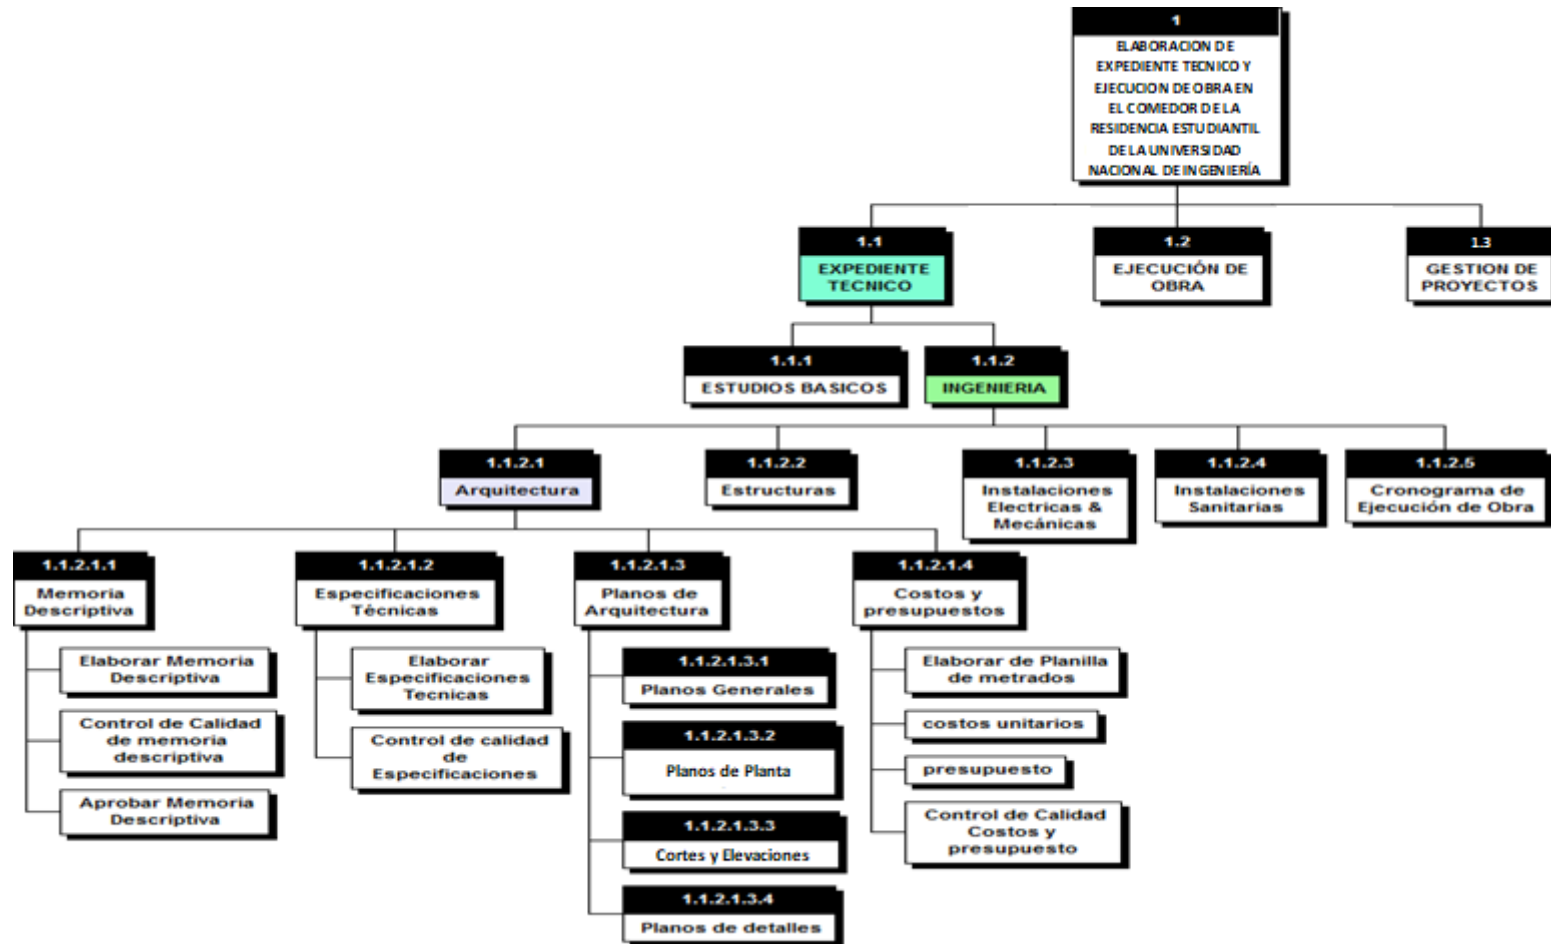 1
ELABORACION DE
EXPEDIENTE TECNICO Y
EJECUCION DE OBRA EN
EL COMEDOR DE LA
RESIDENCIA ESTUDIANTIL
DE LA UNIVERSIDAD
NACIONAL DE INGENIERÍA
1.1
EXPEDIENTE
TECNICO
1.2
EJECUCIÓN DE
OBRA
1.3
GESTION DE
PROYECTOS
1.1.1
ESTUDIOS BASICOS
1.1.2
INGENIERIA
1.1.2.1
Arquitectura
1.1.2.2
Estructuras
1.1.2.3
Instalaciones
Electricas &
Mecánicas
1.1.2.4
Instalaciones
Sanitarias
1.1.2.5
Cronograma de
Ejecución de Obra
1.1.2.1.1
Memoria
Descriptiva
Elaborar Memoria
Descriptiva
Control de Calidad
de memoria
descriptiva
Aprobar Memoria
Descriptiva
1.1.2.1.2
Especificaciones
Técnicas
Elaborar
Especificaciones
Tecnicas
Control de calidad
de
Especificaciones
1.1.2.1.3
Planos de
Arquitectura
1.1.2.1.3.1
Planos Generales
1.1.2.1.3.2
Planos de Planta
1.1.2.1.3.3
Cortes y Elevaciones
1.1.2.1.3.4
Planos de detalles
1.1.2.1.4
Costos y
presupuestos
Elaborar de Planilla
de metrados
costos unitarios
presupuesto
Control de Calidad
Costos y
presupuesto